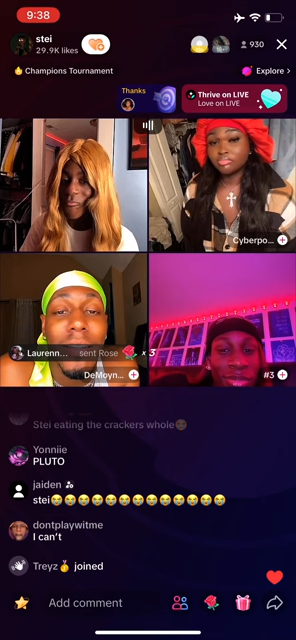 9:38
stei
29.9K likes
930
Champions Tournament
Explore >
Thanks
Thrive on LIVE
Love on LIVE
Cyberpo...
Laurenn... sent Rose x 3
DeMoyn...
#3
Stei eating the crackers whole
Yonniie
PLUTO
jaiden
stei😭😭😭😭😭😭😭😭😭😭😭😭😭
dontplaywitme
I can't
Treyz🏅 joined
Add comment